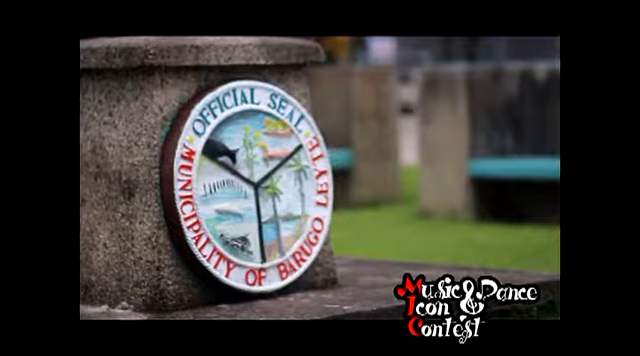 OFFICIAL SEAL
MUNICIPALITY OF BARUGO LEYTE
Music & Dance
Icon
Contest